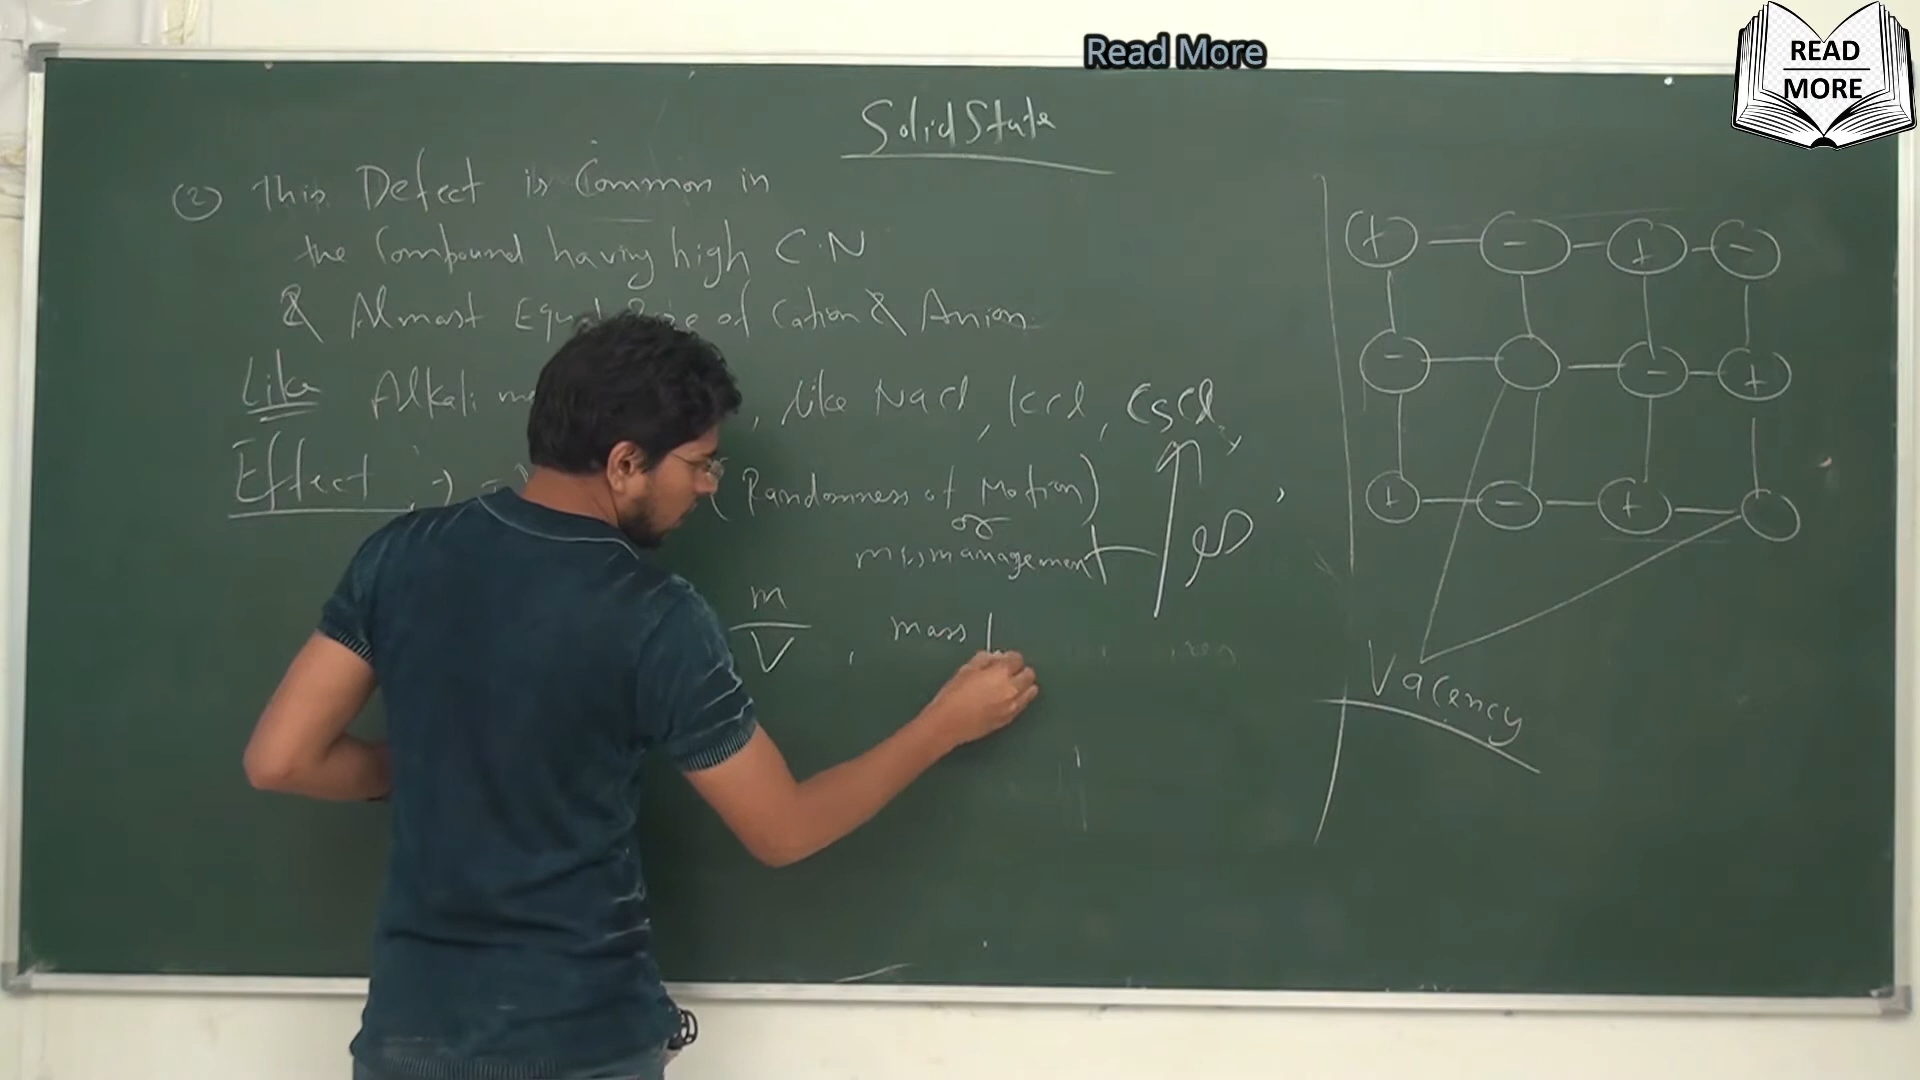 Read More
READ
MORE
Solid State
② This Defect is Common in
the Compound having high C.N
& Almost Equal Size of Cation & Anion
Like Alkali , like NaCl, KCl, CsCl,
Effect (Randomness of Motion)
or
mismanagement
m
V , mass
+ - + -
- - +
+ - +
Vacency